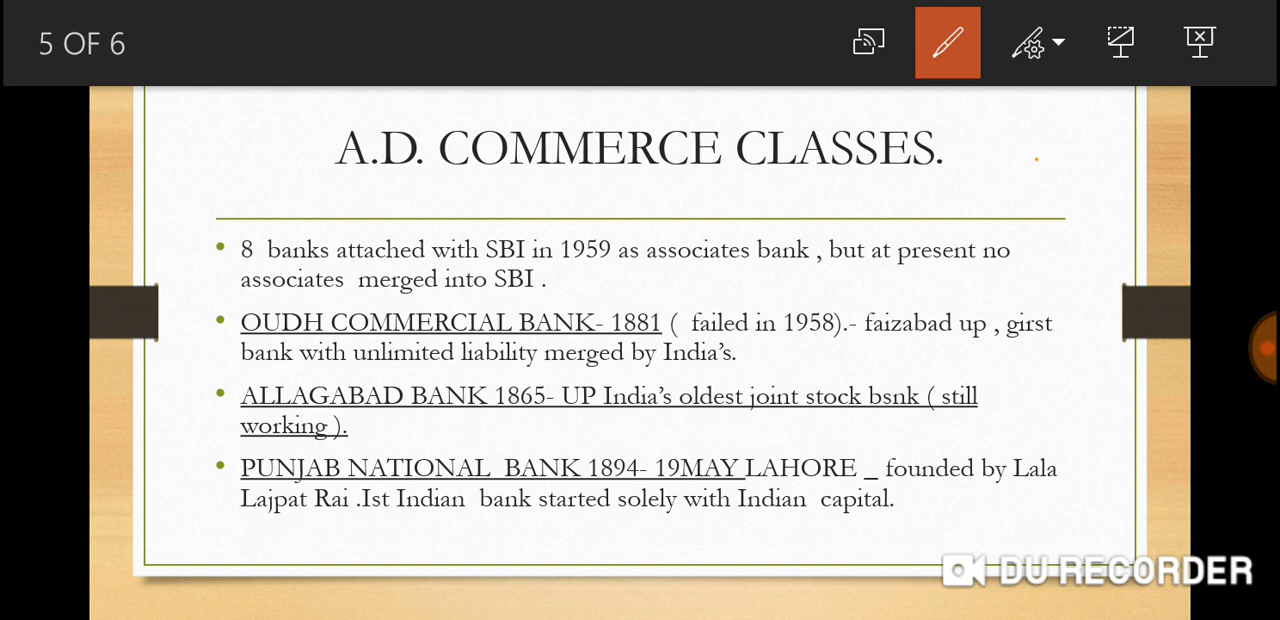 5 OF 6
A.D. COMMERCE CLASSES.
• 8 banks attached with SBI in 1959 as associates bank , but at present no
associates merged into SBI .
• OUDH COMMERCIAL BANK- 1881 ( failed in 1958).- faizabad up , girst
bank with unlimited liability merged by India’s.
• ALLAGABAD BANK 1865- UP India’s oldest joint stock bsnk ( still
working ).
• PUNJAB NATIONAL BANK 1894- 19MAY LAHORE _ founded by Lala
Lajpat Rai .Ist Indian bank started solely with Indian capital.
DU RECORDER